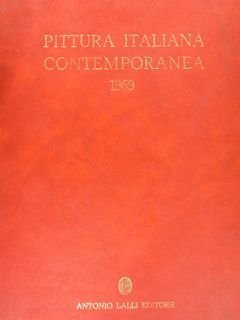 PITTURA ITALIANA
CONTEMPORANEA
1969
ANTONIO LALLI EDITORE